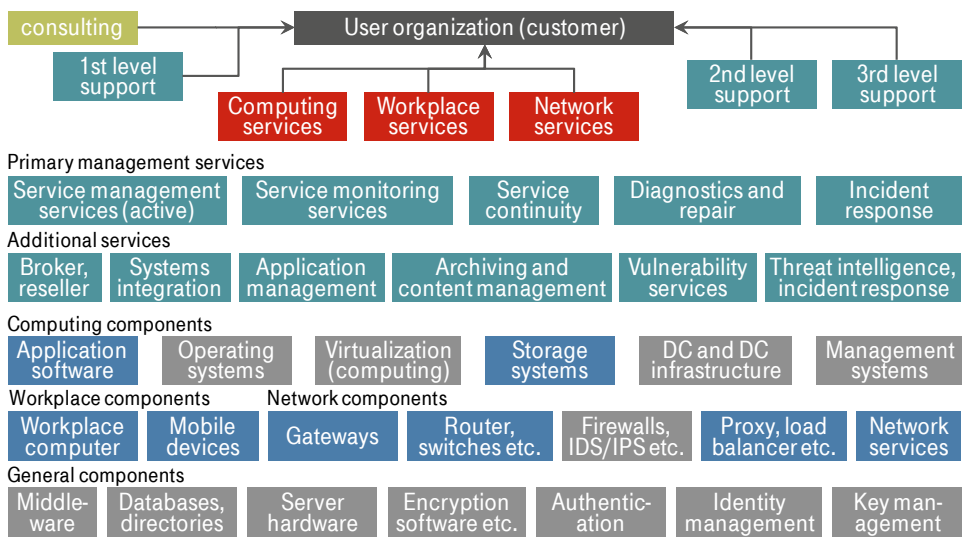 consulting
User organization (customer)
1st level
support
2nd level
support
3rd level
support
Computing
services
Workplace
services
Network
services
Primary management services
Service management
services (active)
Service monitoring
services
Service
continuity
Diagnostics and
repair
Incident
response
Additional services
Broker,
reseller
Systems
integration
Application
management
Archiving and
content management
Vulnerability
services
Threat intelligence,
incident response
Computing components
Application
software
Operating
systems
Virtualization
(computing)
Storage
systems
DC and DC
infrastructure
Management
systems
Workplace components
Network components
Workplace
computer
Mobile
devices
Gateways
Router,
switches etc.
Firewalls,
IDS/IPS etc.
Proxy, load
balancer etc.
Network
services
General components
Middle-
ware
Databases,
directories
Server
hardware
Encryption
software etc.
Authentic-
ation
Identity
management
Key man-
agement